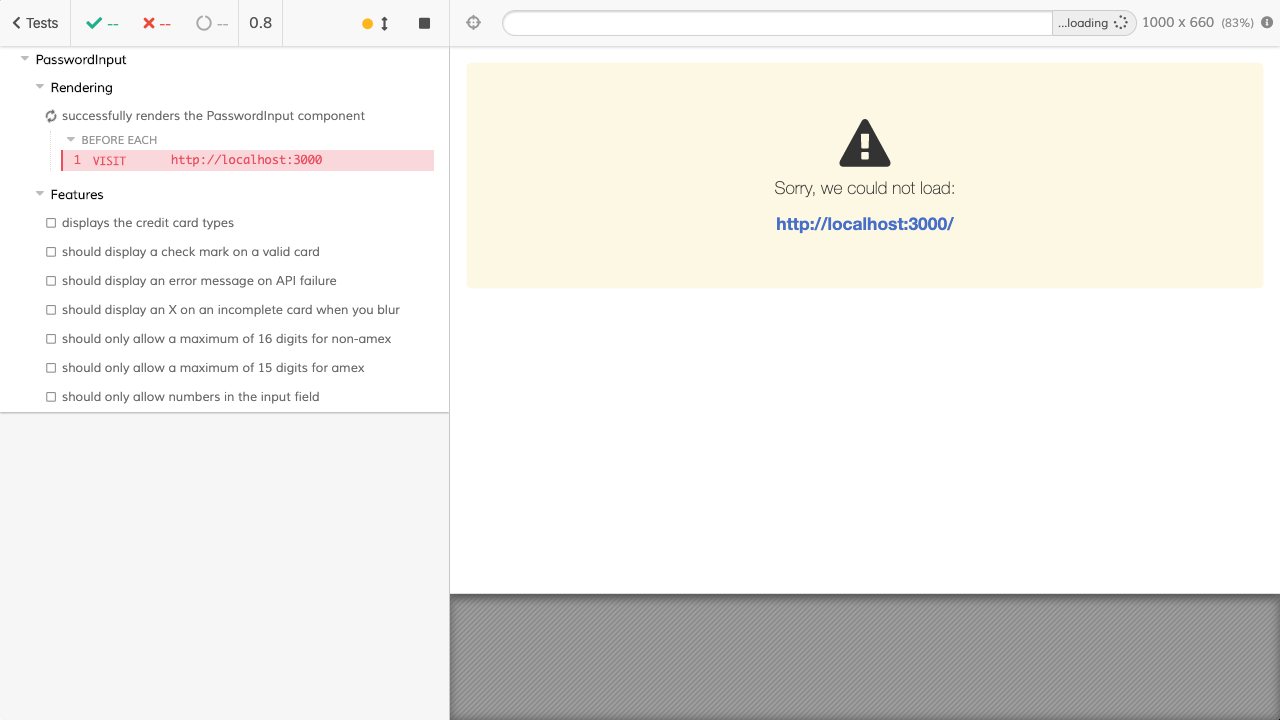 Tests -- -- -- 0.8
PasswordInput
Rendering
successfully renders the PasswordInput component
BEFORE EACH
1 VISIT http://localhost:3000
Features
displays the credit card types
should display a check mark on a valid card
should display an error message on API failure
should display an X on an incomplete card when you blur
should only allow a maximum of 16 digits for non-amex
should only allow a maximum of 15 digits for amex
should only allow numbers in the input field
...loading 1000 x 660 (83%)
Sorry, we could not load:
http://localhost:3000/